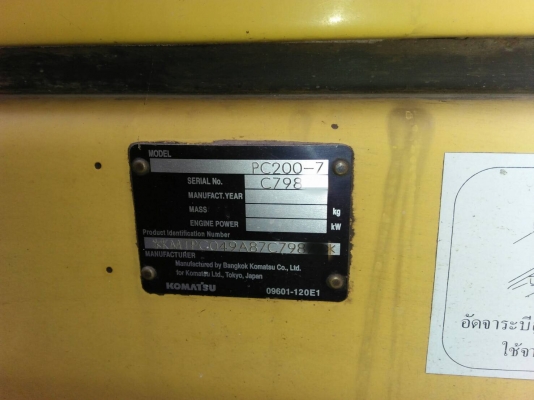 MODEL
PC200-7
SERIAL No.
C798
MANUFACT.YEAR
MASS
kg
ENGINE POWER
kW
Product Identification Number
MANUFACTURER
Manufactured by Bangkok Komatsu Co., Ltd.
for Komatsu Ltd., Tokyo, Japan
KOMATSU
09601-120E1
อัดจาระบี
ใช้จา